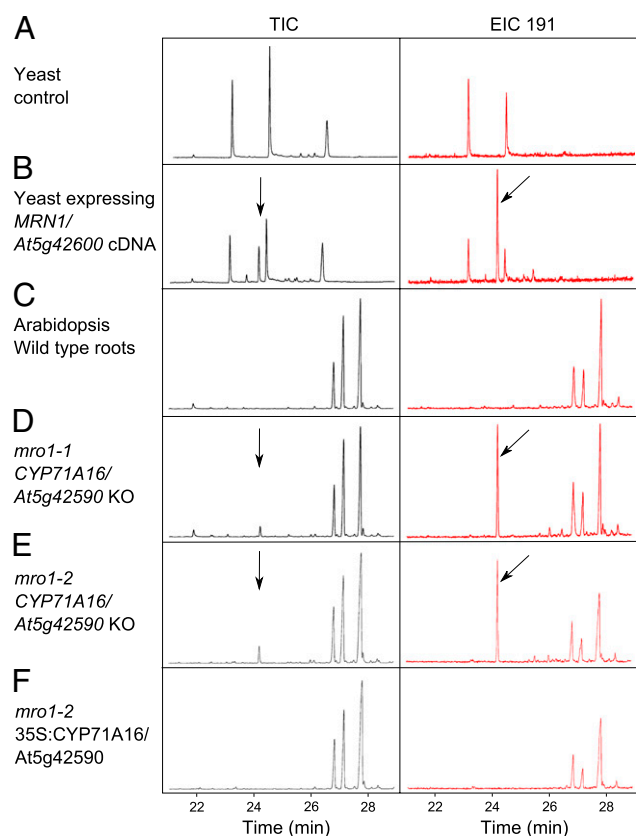 A
TIC
EIC 191
Yeast
control
B
Yeast expressing
MRN1/
At5g42600 cDNA
C
Arabidopsis
Wild type roots
D
mro1-1
CYP71A16/
At5g42590 KO
E
mro1-2
CYP71A16/
At5g42590 KO
F
mro1-2
35S:CYP71A16/
At5g42590
22 24 26 28 22 24 26 28
Time (min) Time (min)